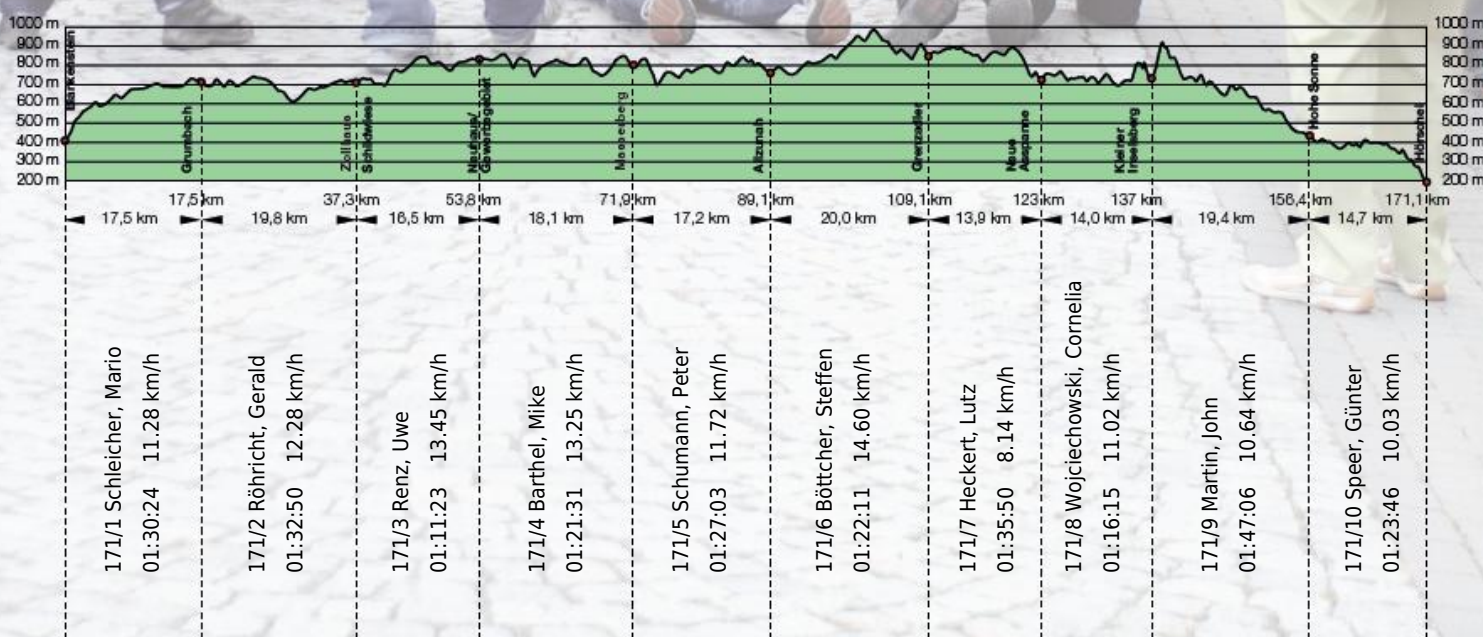 1000 m
900 m
800 m
700 m
600 m
500 m
400 m
300 m
200 m
1000 m
900 m
800 m
700 m
600 m
500 m
400 m
300 m
200 m
Blankenstein
Grumbach
Zollhaus
Schildwiese
Neuhaus/
Masserberg
Allzunah
Grenzadler
Neue
Ausspanne
Kleiner
Inselsberg
Hohe Sonne
Hörschel
17,5 km
37,3 km
53,8 km
71,9 km
89,1 km
109,1 km
123 km
137 km
156,4 km
171,1 km
17,5 km
19,8 km
16,5 km
18,1 km
17,2 km
20,0 km
13,9 km
14,0 km
19,4 km
14,7 km
171/1 Schleicher, Mario
01:30:24 11.28 km/h
171/2 Röhricht, Gerald
01:32:50 12.28 km/h
171/3 Renz, Uwe
01:11:23 13.45 km/h
171/4 Barthel, Mike
01:21:31 13.25 km/h
171/5 Schumann, Peter
01:27:03 11.72 km/h
171/6 Böttcher, Steffen
01:22:11 14.60 km/h
171/7 Heckert, Lutz
01:35:50 8.14 km/h
171/8 Wojciechowski, Cornelia
01:16:15 11.02 km/h
171/9 Martin, John
01:47:06 10.64 km/h
171/10 Speer, Günter
01:23:46 10.03 km/h